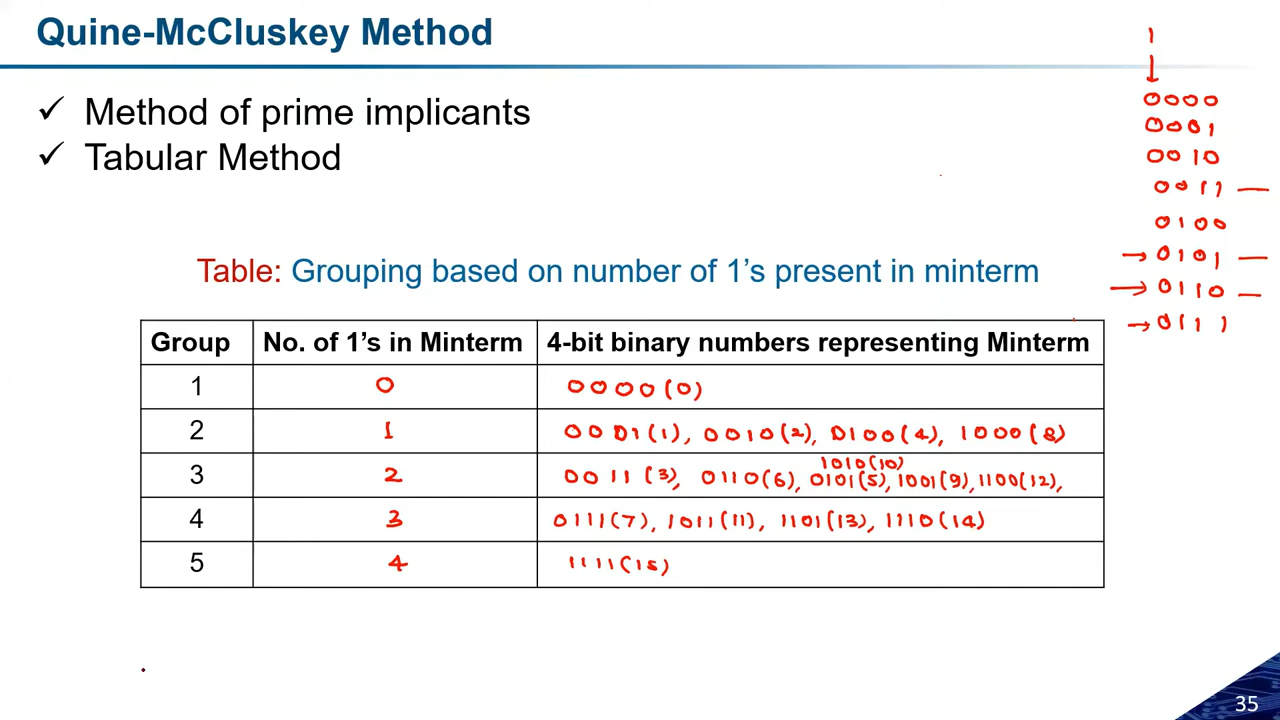 Quine-McCluskey Method
✓ Method of prime implicants
✓ Tabular Method
1
↓
0000
0001
0010
0011 —
0100
→ 0101 —
→ 0110 —
→ 0111
Table: Grouping based on number of 1's present in minterm
Group No. of 1's in Minterm 4-bit binary numbers representing Minterm
1 0 0000(0)
2 1 0001(1), 0010(2), 0100(4), 1000(8)
1010(10)
3 2 0011(3), 0110(6), 0101(5), 1001(9), 1100(12),
4 3 0111(7), 1011(11), 1101(13), 1110(14)
5 4 1111(15)
35